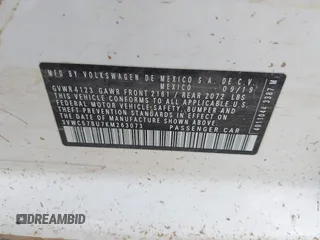 MFD BY VOLKSWAGEN DE MEXICO S.A. DE C.V.
MEXICO 09/19
GVWR 4123 GAWR FRONT 2161 / REAR 2072 LBS
THIS VEHICLE CONFORMS TO ALL APPLICABLE
FEDERAL MOTOR VEHICLE SAFETY, BUMPER AND
THEFT PREVENTION STANDARDS IN EFFECT
ON THE DATE OF MANUFACTURE SHOWN ABOVE
3VWC57BU7KM263073 PASSENGER CAR
DREAMBID